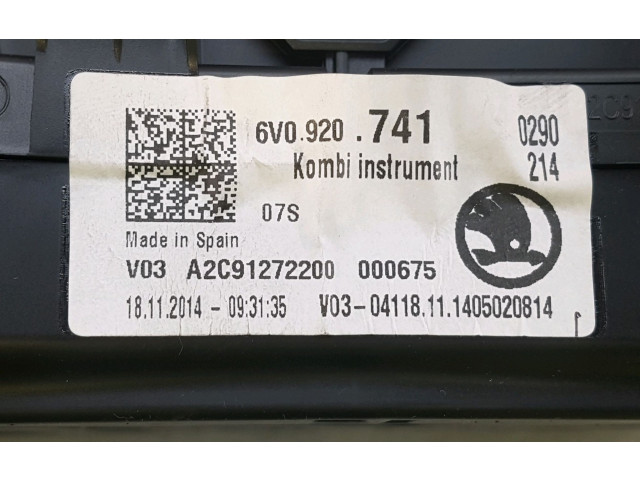 6V0.920 .741 0290
Kombi instrument 214
07S
Made in Spain
V03 A2C91272200 000675
18.11.2014 - 09:31:35 V03-04118.11.1405020814